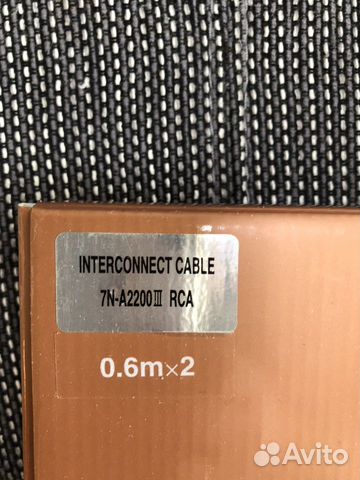 INTERCONNECT CABLE
7N-A2200Ⅲ RCA
0.6m×2
Avito